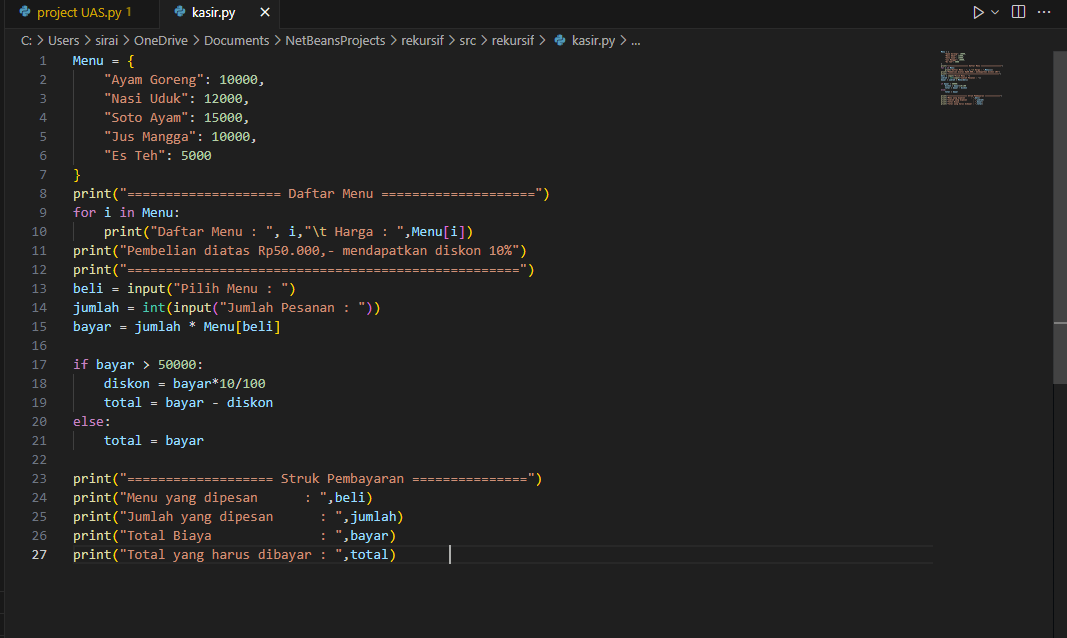 project UAS.py 1 kasir.py
C: > Users > sirai > OneDrive > Documents > NetBeansProjects > rekursif > src > rekursif > kasir.py > ...
1 Menu = {
2 "Ayam Goreng": 10000,
3 "Nasi Uduk": 12000,
4 "Soto Ayam": 15000,
5 "Jus Mangga": 10000,
6 "Es Teh": 5000
7 }
8 print("==================== Daftar Menu ====================")
9 for i in Menu:
10 print("Daftar Menu : ", i,"\t Harga : ",Menu[i])
11 print("Pembelian diatas Rp50.000,- mendapatkan diskon 10%")
12 print("===================================================")
13 beli = input("Pilih Menu : ")
14 jumlah = int(input("Jumlah Pesanan : "))
15 bayar = jumlah * Menu[beli]
16
17 if bayar > 50000:
18 diskon = bayar*10/100
19 total = bayar - diskon
20 else:
21 total = bayar
22
23 print("=================== Struk Pembayaran ===============")
24 print("Menu yang dipesan      : ",beli)
25 print("Jumlah yang dipesan      : ",jumlah)
26 print("Total Biaya              : ",bayar)
27 print("Total yang harus dibayar : ",total)